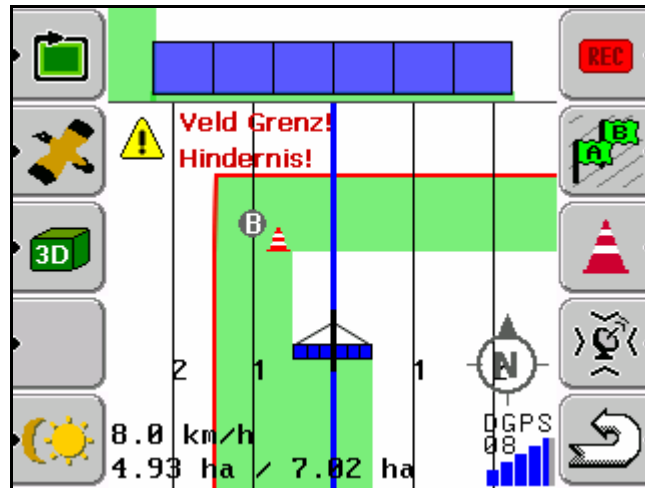 REC
Veld Grenz!
Hindernis!
A B
B
3D
2 1 1 2
N
DGPS
08
8.0 km/h
4.93 ha / 7.02 ha